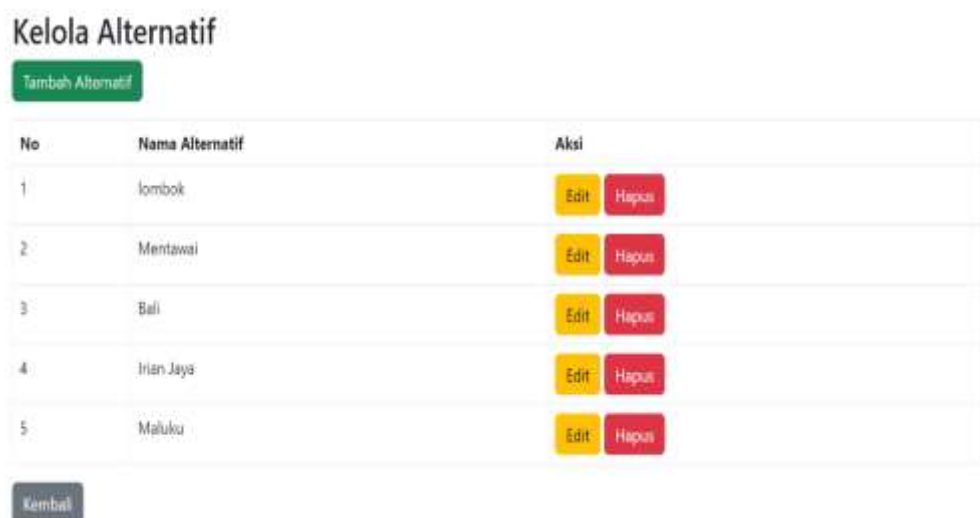 Kelola Alternatif
Tambah Alternatif
No Nama Alternatif Aksi
1 lombok Edit Hapus
2 Mentawai Edit Hapus
3 Bali Edit Hapus
4 Irian Jaya Edit Hapus
5 Maluku Edit Hapus
Kembali